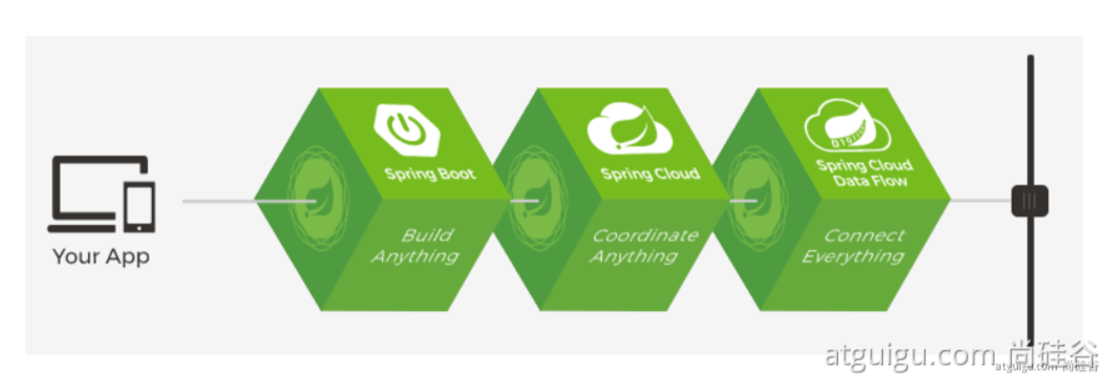 Your App
Spring Boot
Build
Anything
Spring Cloud
Coordinate
Anything
Spring Cloud
Data Flow
Connect
Everything
atguigu.com 尚硅谷
atguigu.com 尚硅谷